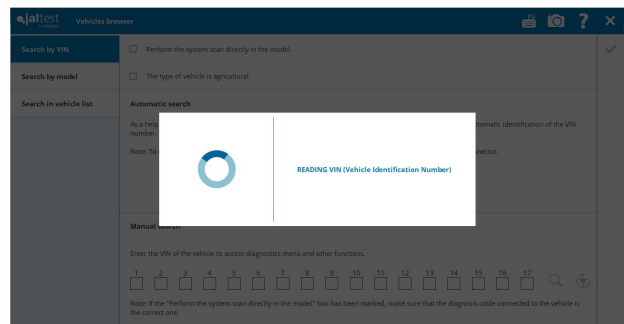 jaltest Vehicles browser
Search by VIN
Perform the system scan directly in the model.
Search by model
The type of vehicle is agricultural
Search in vehicle list
Automatic search
As a help
automatic identification of the VIN
number.
Note: To
connector.
READING VIN (Vehicle Identification Number)
Manual search
Enter the VIN of the vehicle to access diagnostics menu and other functions.
1 2 3 4 5 6 7 8 9 10 11 12 13 14 15 16 17
Note: If the "Perform the system scan directly in the model" box has been marked, make sure that the diagnosis cable connected to the vehicle is
the correct one.